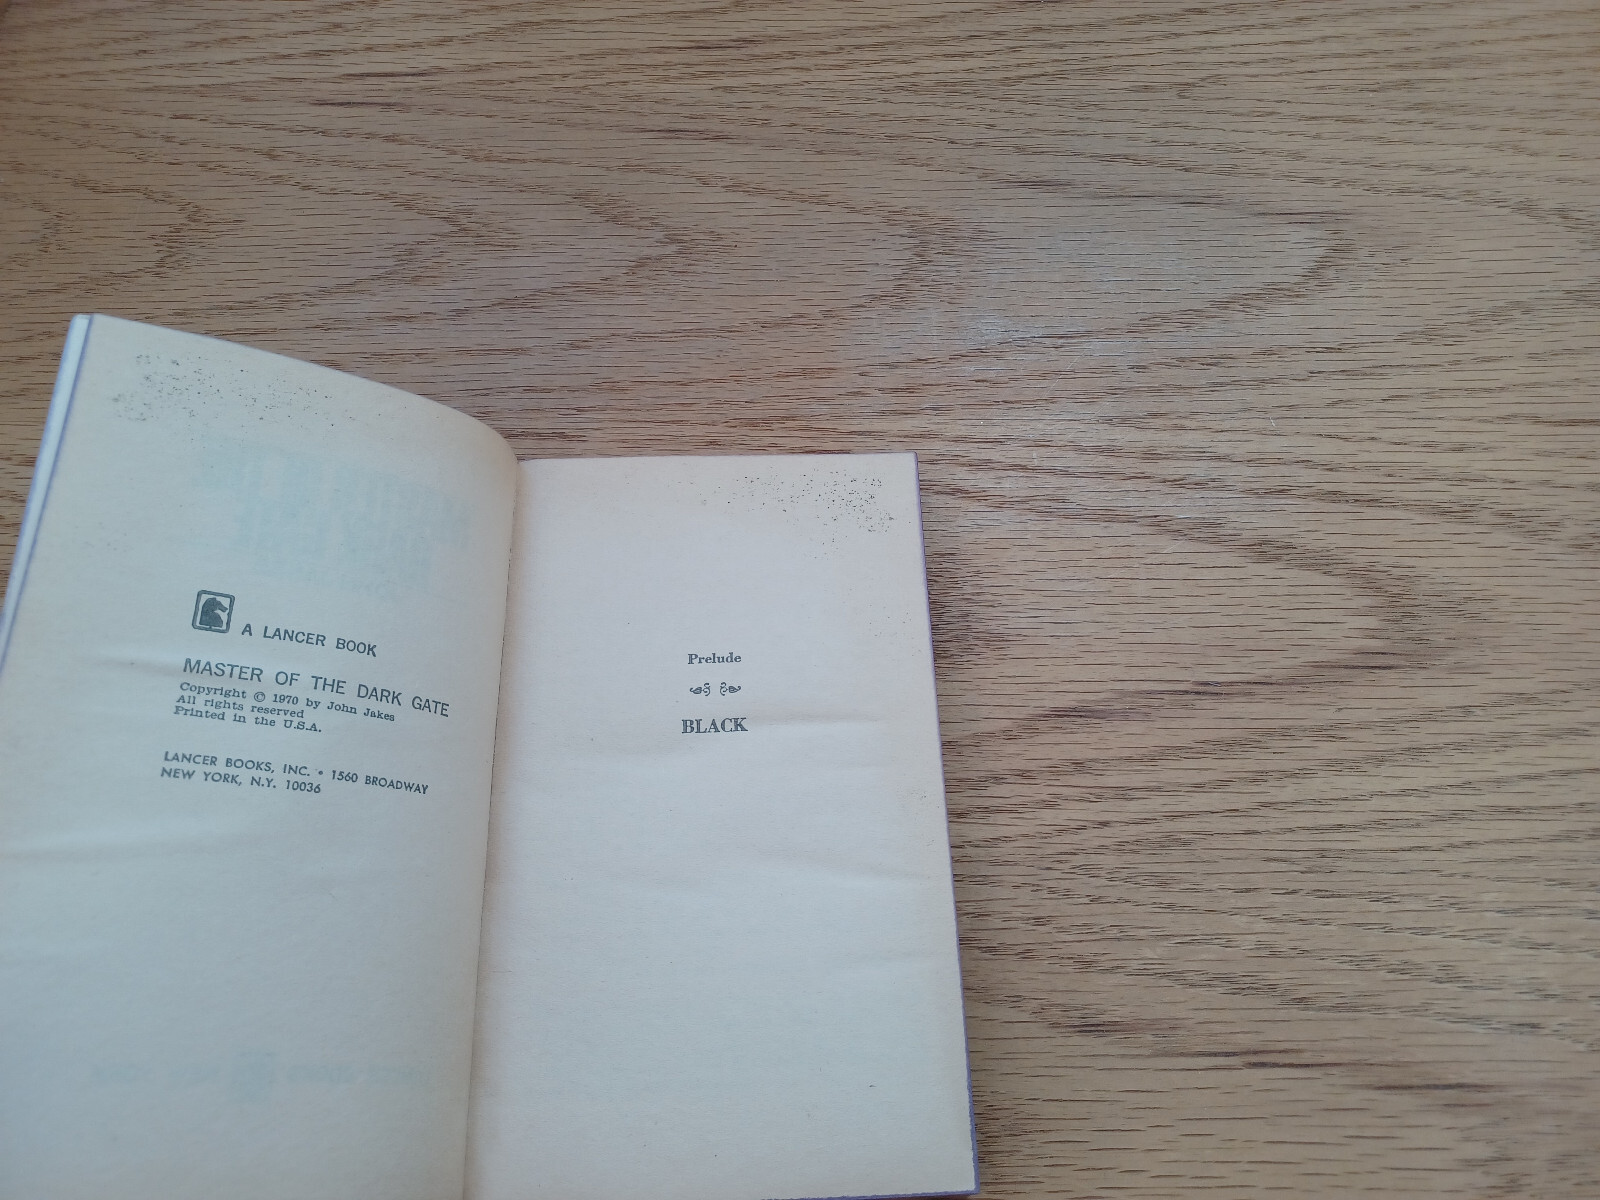 A LANCER BOOK
MASTER OF THE DARK GATE
Copyright © 1970 by John Jakes
All rights reserved
Printed in the U.S.A.
LANCER BOOKS, INC. • 1560 BROADWAY
NEW YORK, N.Y. 10036
Prelude
BLACK